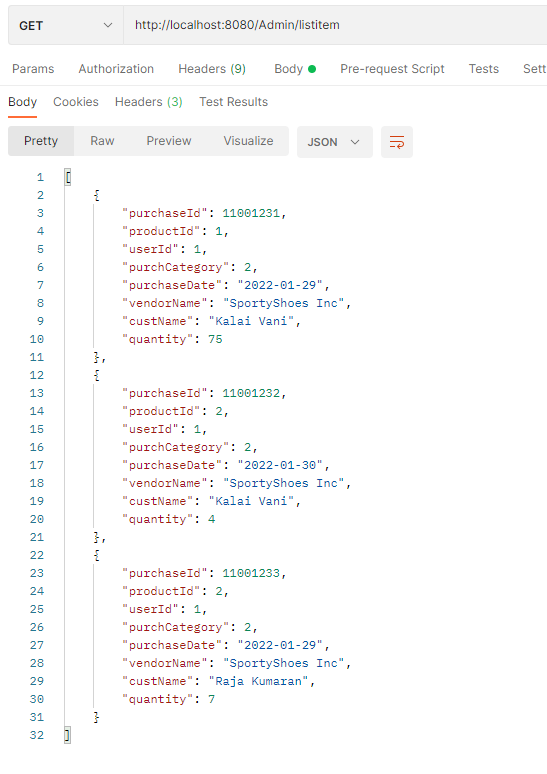 GET http://localhost:8080/Admin/listitem
Params Authorization Headers (9) Body Pre-request Script Tests Sett
Body Cookies Headers (3) Test Results
Pretty Raw Preview Visualize JSON
1 [
2 {
3 "purchaseId": 11001231,
4 "productId": 1,
5 "userId": 1,
6 "purchCategory": 2,
7 "purchaseDate": "2022-01-29",
8 "vendorName": "SportyShoes Inc",
9 "custName": "Kalai Vani",
10 "quantity": 75
11 },
12 {
13 "purchaseId": 11001232,
14 "productId": 2,
15 "userId": 1,
16 "purchCategory": 2,
17 "purchaseDate": "2022-01-30",
18 "vendorName": "SportyShoes Inc",
19 "custName": "Kalai Vani",
20 "quantity": 4
21 },
22 {
23 "purchaseId": 11001233,
24 "productId": 2,
25 "userId": 1,
26 "purchCategory": 2,
27 "purchaseDate": "2022-01-29",
28 "vendorName": "SportyShoes Inc",
29 "custName": "Raja Kumaran",
30 "quantity": 7
31 }
32 ]